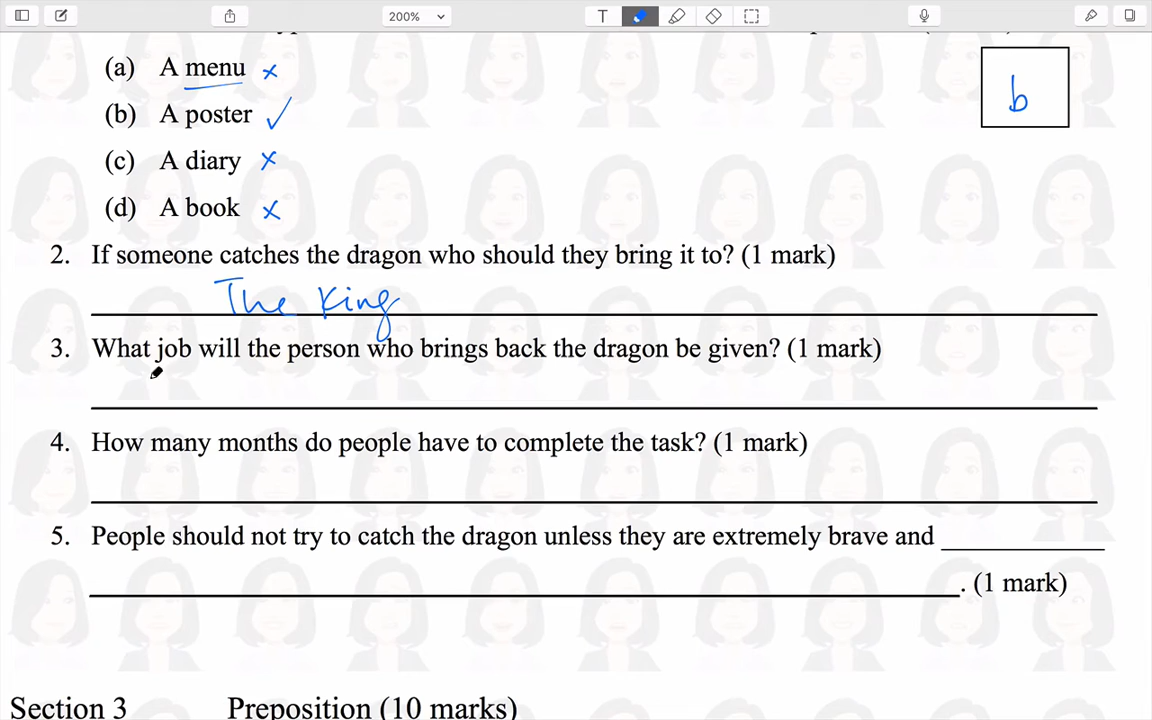 200%
T
(a) A menu ×
(b) A poster ✓
b
(c) A diary ×
(d) A book ×
2. If someone catches the dragon who should they bring it to? (1 mark)
The King
3. What job will the person who brings back the dragon be given? (1 mark)
4. How many months do people have to complete the task? (1 mark)
5. People should not try to catch the dragon unless they are extremely brave and
. (1 mark)
Section 3 Preposition (10 marks)